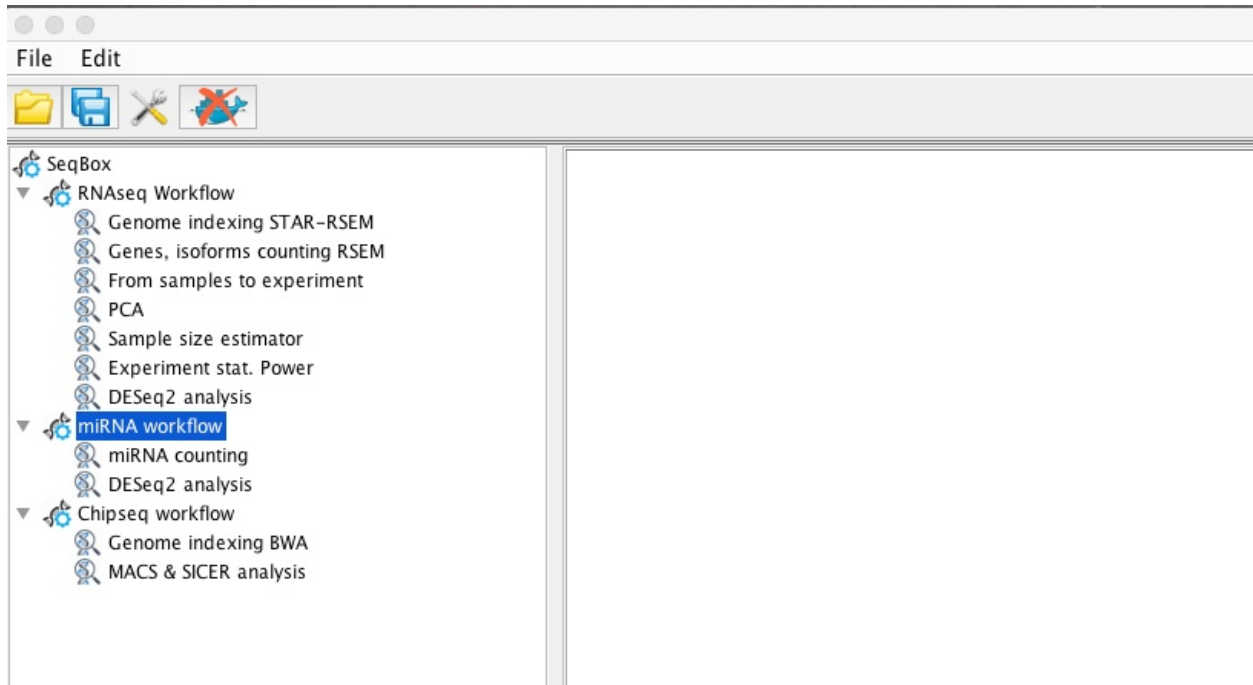 File Edit
SeqBox
RNAseq Workflow
Genome indexing STAR-RSEM
Genes, isoforms counting RSEM
From samples to experiment
PCA
Sample size estimator
Experiment stat. Power
DESeq2 analysis
miRNA workflow
miRNA counting
DESeq2 analysis
Chipseq workflow
Genome indexing BWA
MACS & SICER analysis